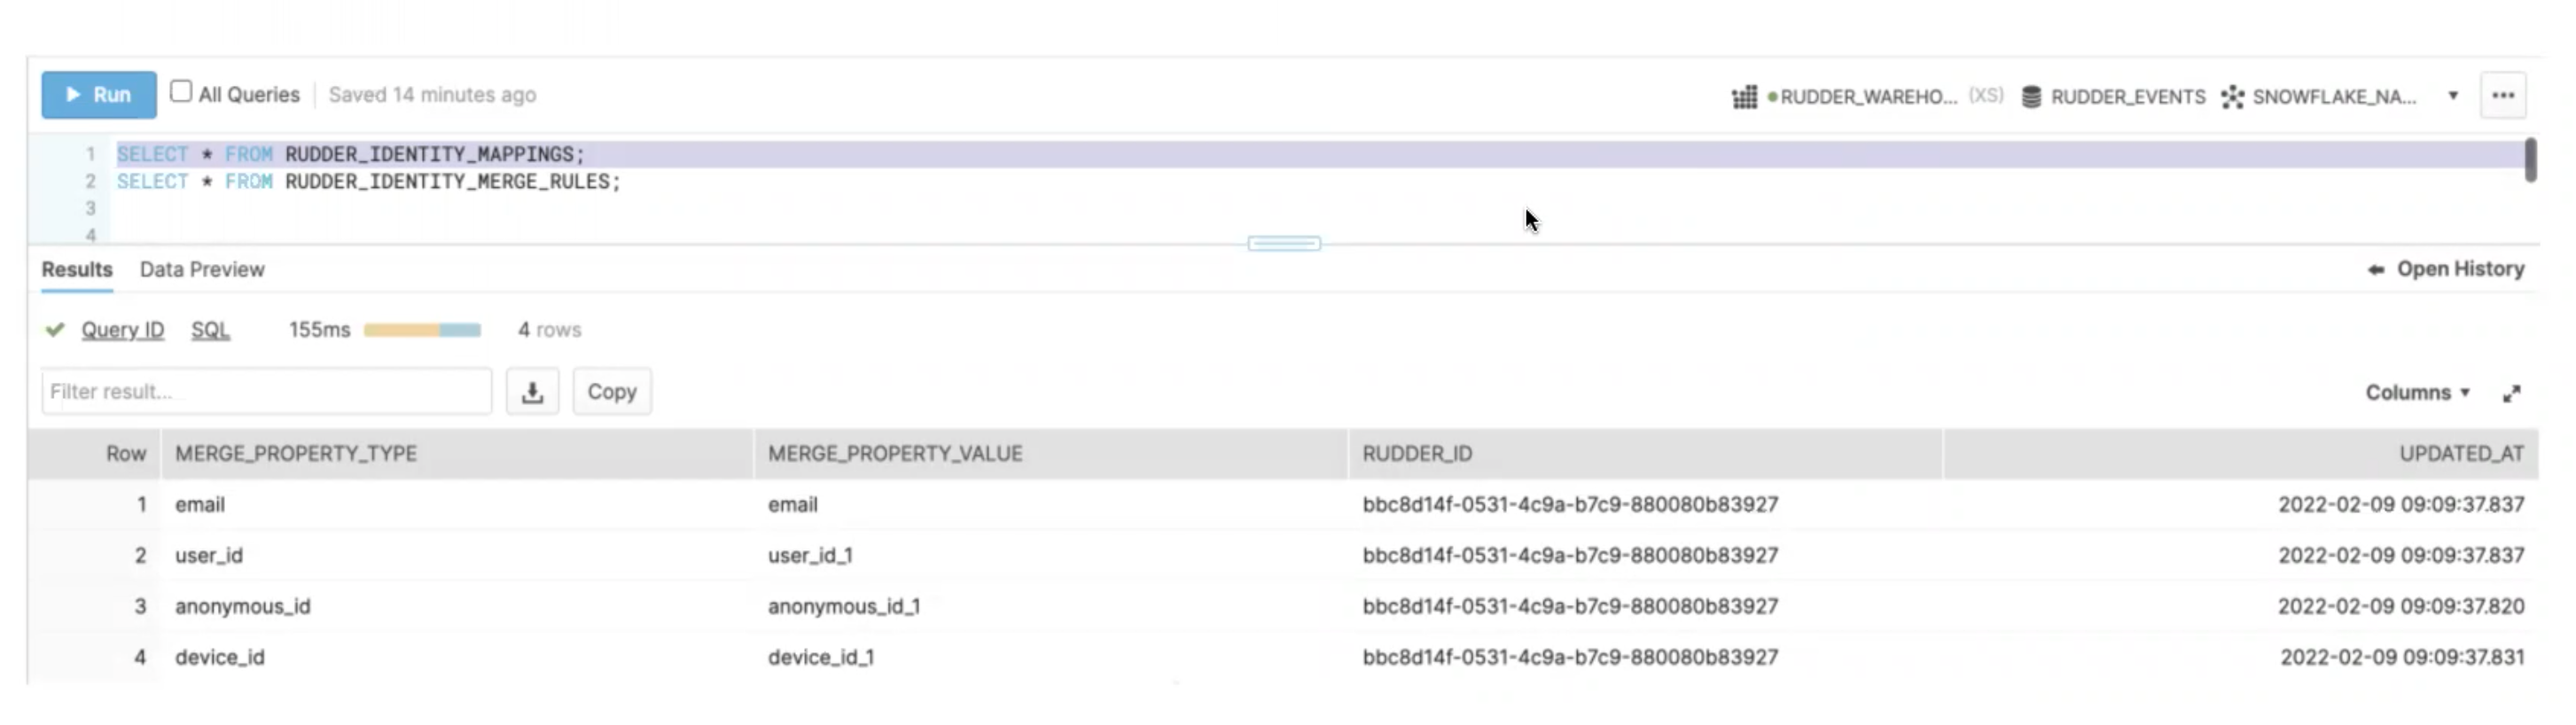 Run All Queries Saved 14 minutes ago RUDDER_WAREHO... (XS) RUDDER_EVENTS SNOWFLAKE_NA... ...
1 SELECT * FROM RUDDER_IDENTITY_MAPPINGS;
2 SELECT * FROM RUDDER_IDENTITY_MERGE_RULES;
3
4
Results Data Preview Open History
Query ID SQL 155ms 4 rows
Filter result... Copy Columns
Row MERGE_PROPERTY_TYPE MERGE_PROPERTY_VALUE RUDDER_ID UPDATED_AT
1 email email bbc8d14f-0531-4c9a-b7c9-880080b83927 2022-02-09 09:09:37.837
2 user_id user_id_1 bbc8d14f-0531-4c9a-b7c9-880080b83927 2022-02-09 09:09:37.837
3 anonymous_id anonymous_id_1 bbc8d14f-0531-4c9a-b7c9-880080b83927 2022-02-09 09:09:37.820
4 device_id device_id_1 bbc8d14f-0531-4c9a-b7c9-880080b83927 2022-02-09 09:09:37.831